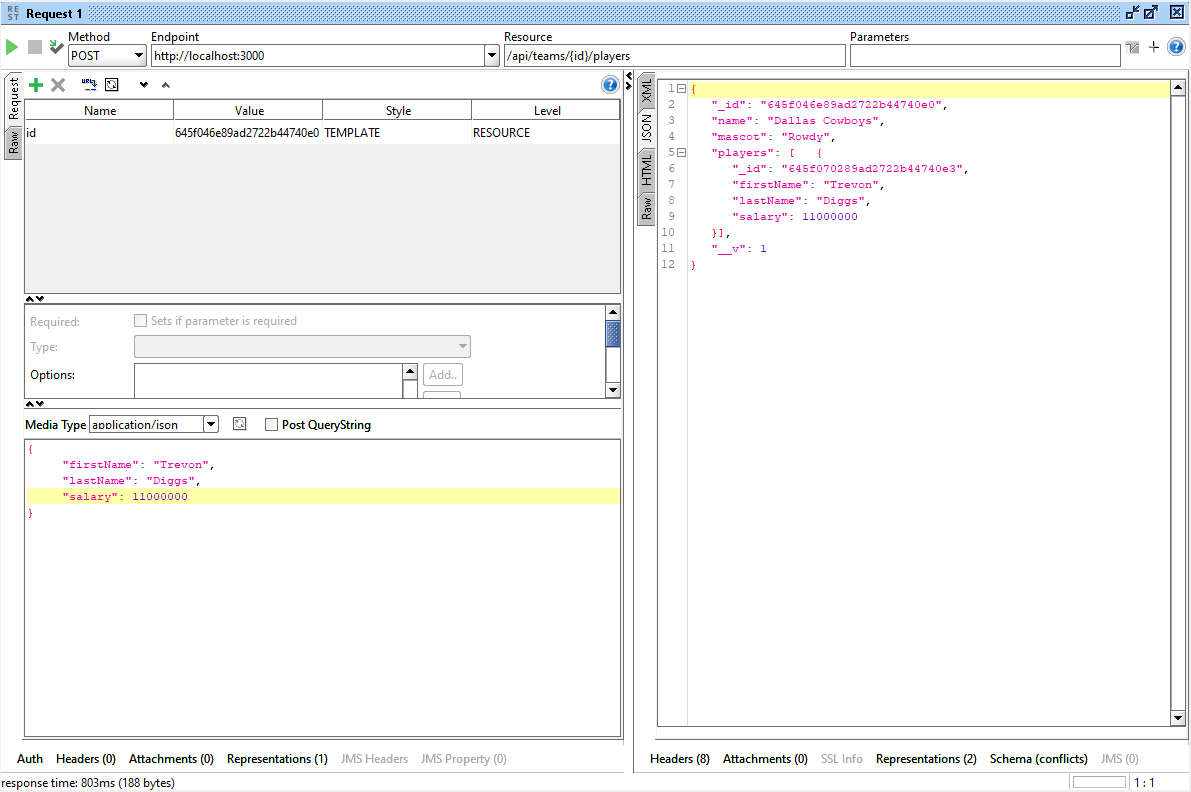 RE
ST
Request 1
Method
Endpoint
Resource
Parameters
POST
http://localhost:3000
/api/teams/{id}/players
Request
Raw
URL
Name Value Style Level
id 645f046e89ad2722b44740e0 TEMPLATE RESOURCE
Required:
Sets if parameter is required
Type:
Options:
Add..
Media Type
application/json
Post QueryString
{
"firstName": "Trevon",
"lastName": "Diggs",
"salary": 11000000
}
Auth Headers (0) Attachments (0) Representations (1) JMS Headers JMS Property (0)
response time: 803ms (188 bytes)
XML
JSON
HTML
Raw
1 {
2 "_id": "645f046e89ad2722b44740e0",
3 "name": "Dallas Cowboys",
4 "mascot": "Rowdy",
5 "players": [ {
6 "_id": "645f070289ad2722b44740e3",
7 "firstName": "Trevon",
8 "lastName": "Diggs",
9 "salary": 11000000
10 }],
11 "__v": 1
12 }
Headers (8) Attachments (0) SSL Info Representations (2) Schema (conflicts) JMS (0)
1 : 1